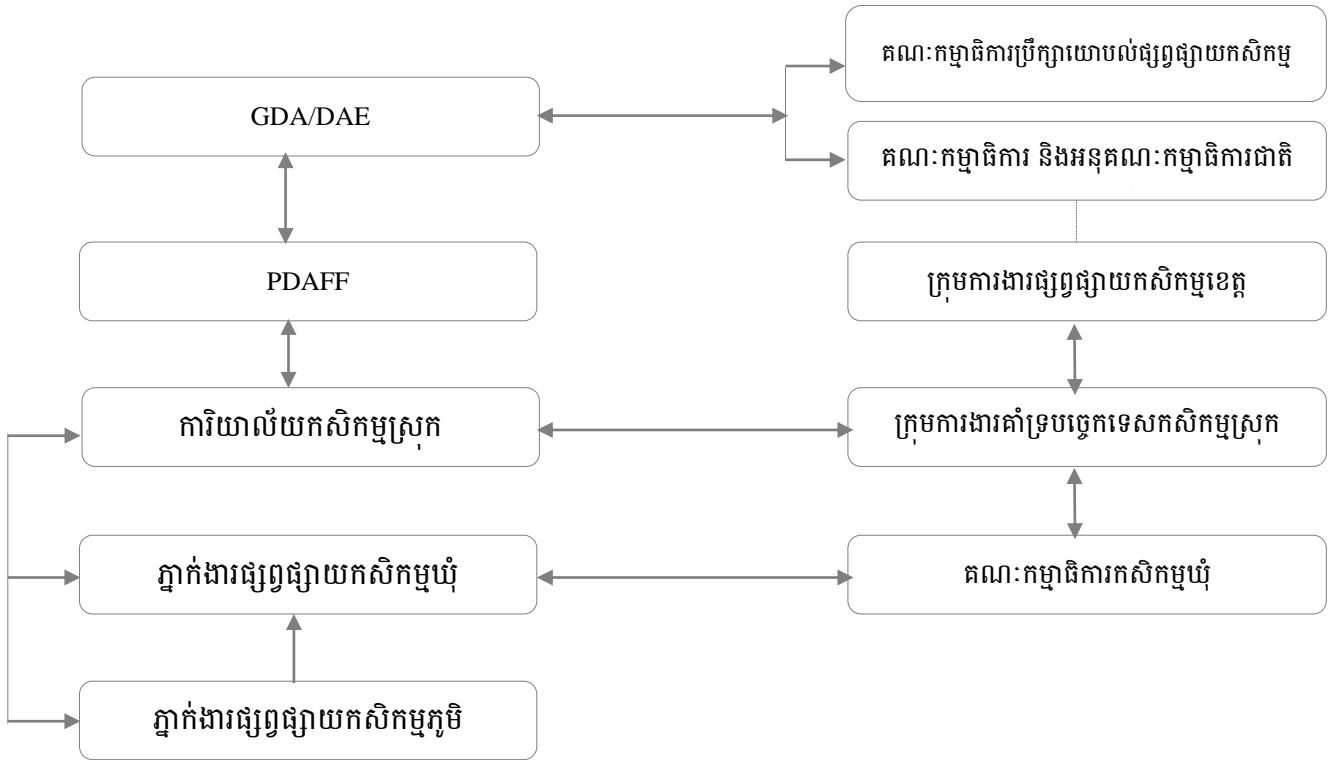 គណៈកម្មាធិការប្រឹក្សាយោបល់ផ្សព្វផ្សាយកសិកម្ម
GDA/DAE
គណៈកម្មាធិការ និងអនុគណៈកម្មាធិការជាតិ
PDAFF
ក្រុមការងារផ្សព្វផ្សាយកសិកម្មខេត្ត
ការិយាល័យកសិកម្មស្រុក
ក្រុមការងារគាំទ្របច្ចេកទេសកសិកម្មស្រុក
ភ្នាក់ងារផ្សព្វផ្សាយកសិកម្មឃុំ
គណៈកម្មាធិការកសិកម្មឃុំ
ភ្នាក់ងារផ្សព្វផ្សាយកសិកម្មភូមិ